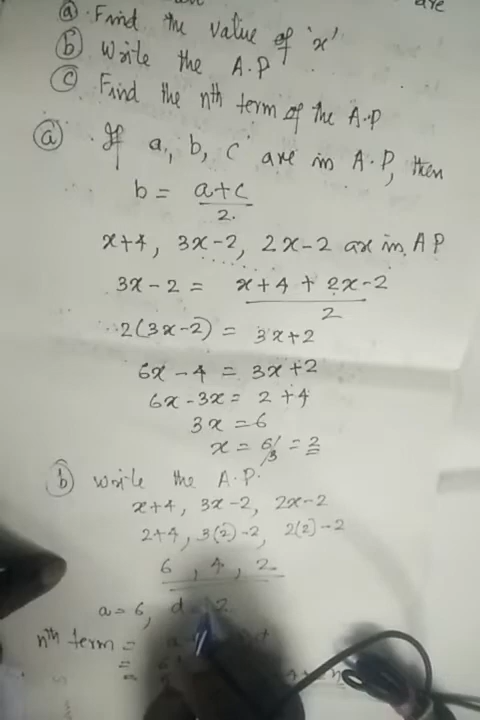 are
(a) Find the value of 'x'
(b) Write the A.P
(c) Find the nth term of the A.P
(a) If a, b, c are in A.P, then
b = a+c
2.
x+4, 3x-2, 2x-2 are in AP
3x-2 = x+4 + 2x-2
2
2(3x-2) = 3x+2
6x - 4 = 3x+2
6x-3x = 2+4
3x = 6
x = 6/3 = 2
(b) Write the A.P.
x+4, 3x-2, 2x-2
2+4, 3(2)-2, 2(2)-2
6, 4, 2
a=6, d 2
nth term =
=
=